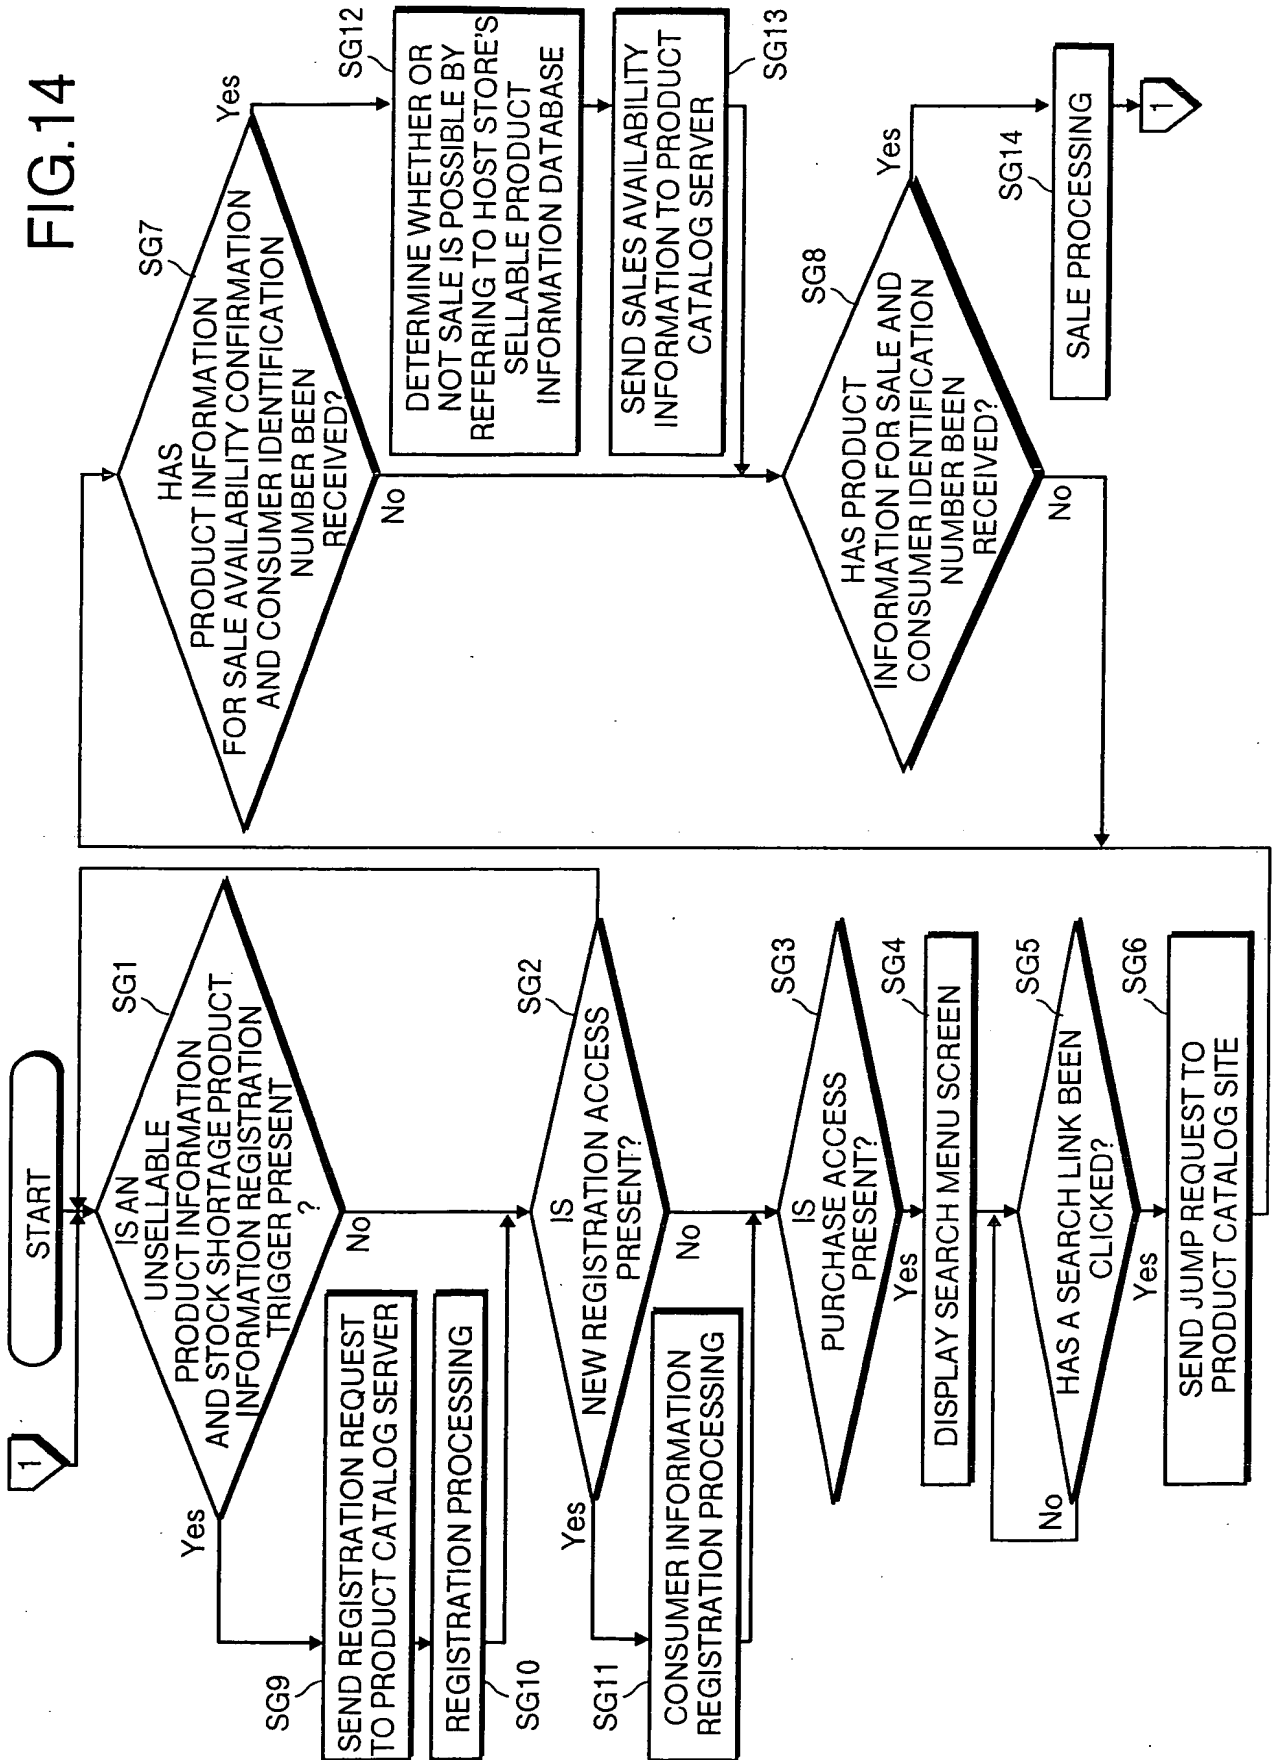 FIG.14
START
1
SG1
IS AN
UNSELLABLE
PRODUCT INFORMATION
AND STOCK SHORTAGE PRODUCT
INFORMATION REGISTRATION
TRIGGER PRESENT
?
Yes
No
SG9
SEND REGISTRATION REQUEST
TO PRODUCT CATALOG SERVER
REGISTRATION PROCESSING
SG10
SG2
IS
NEW REGISTRATION ACCESS
PRESENT?
Yes
No
SG11
CONSUMER INFORMATION
REGISTRATION PROCESSING
SG3
IS
PURCHASE ACCESS
PRESENT?
Yes
SG4
DISPLAY SEARCH MENU SCREEN
SG5
HAS A SEARCH LINK BEEN
CLICKED?
No
Yes
SG6
SEND JUMP REQUEST TO
PRODUCT CATALOG SITE
SG7
HAS
PRODUCT INFORMATION
FOR SALE AVAILABILITY CONFIRMATION
AND CONSUMER IDENTIFICATION
NUMBER BEEN
RECEIVED?
Yes
No
SG12
DETERMINE WHETHER OR
NOT SALE IS POSSIBLE BY
REFERRING TO HOST STORE'S
SELLABLE PRODUCT
INFORMATION DATABASE
SEND SALES AVAILABILITY
INFORMATION TO PRODUCT
CATALOG SERVER
SG13
SG8
HAS PRODUCT
INFORMATION FOR SALE AND
CONSUMER IDENTIFICATION
NUMBER BEEN
RECEIVED?
Yes
No
SG14
SALE PROCESSING
1